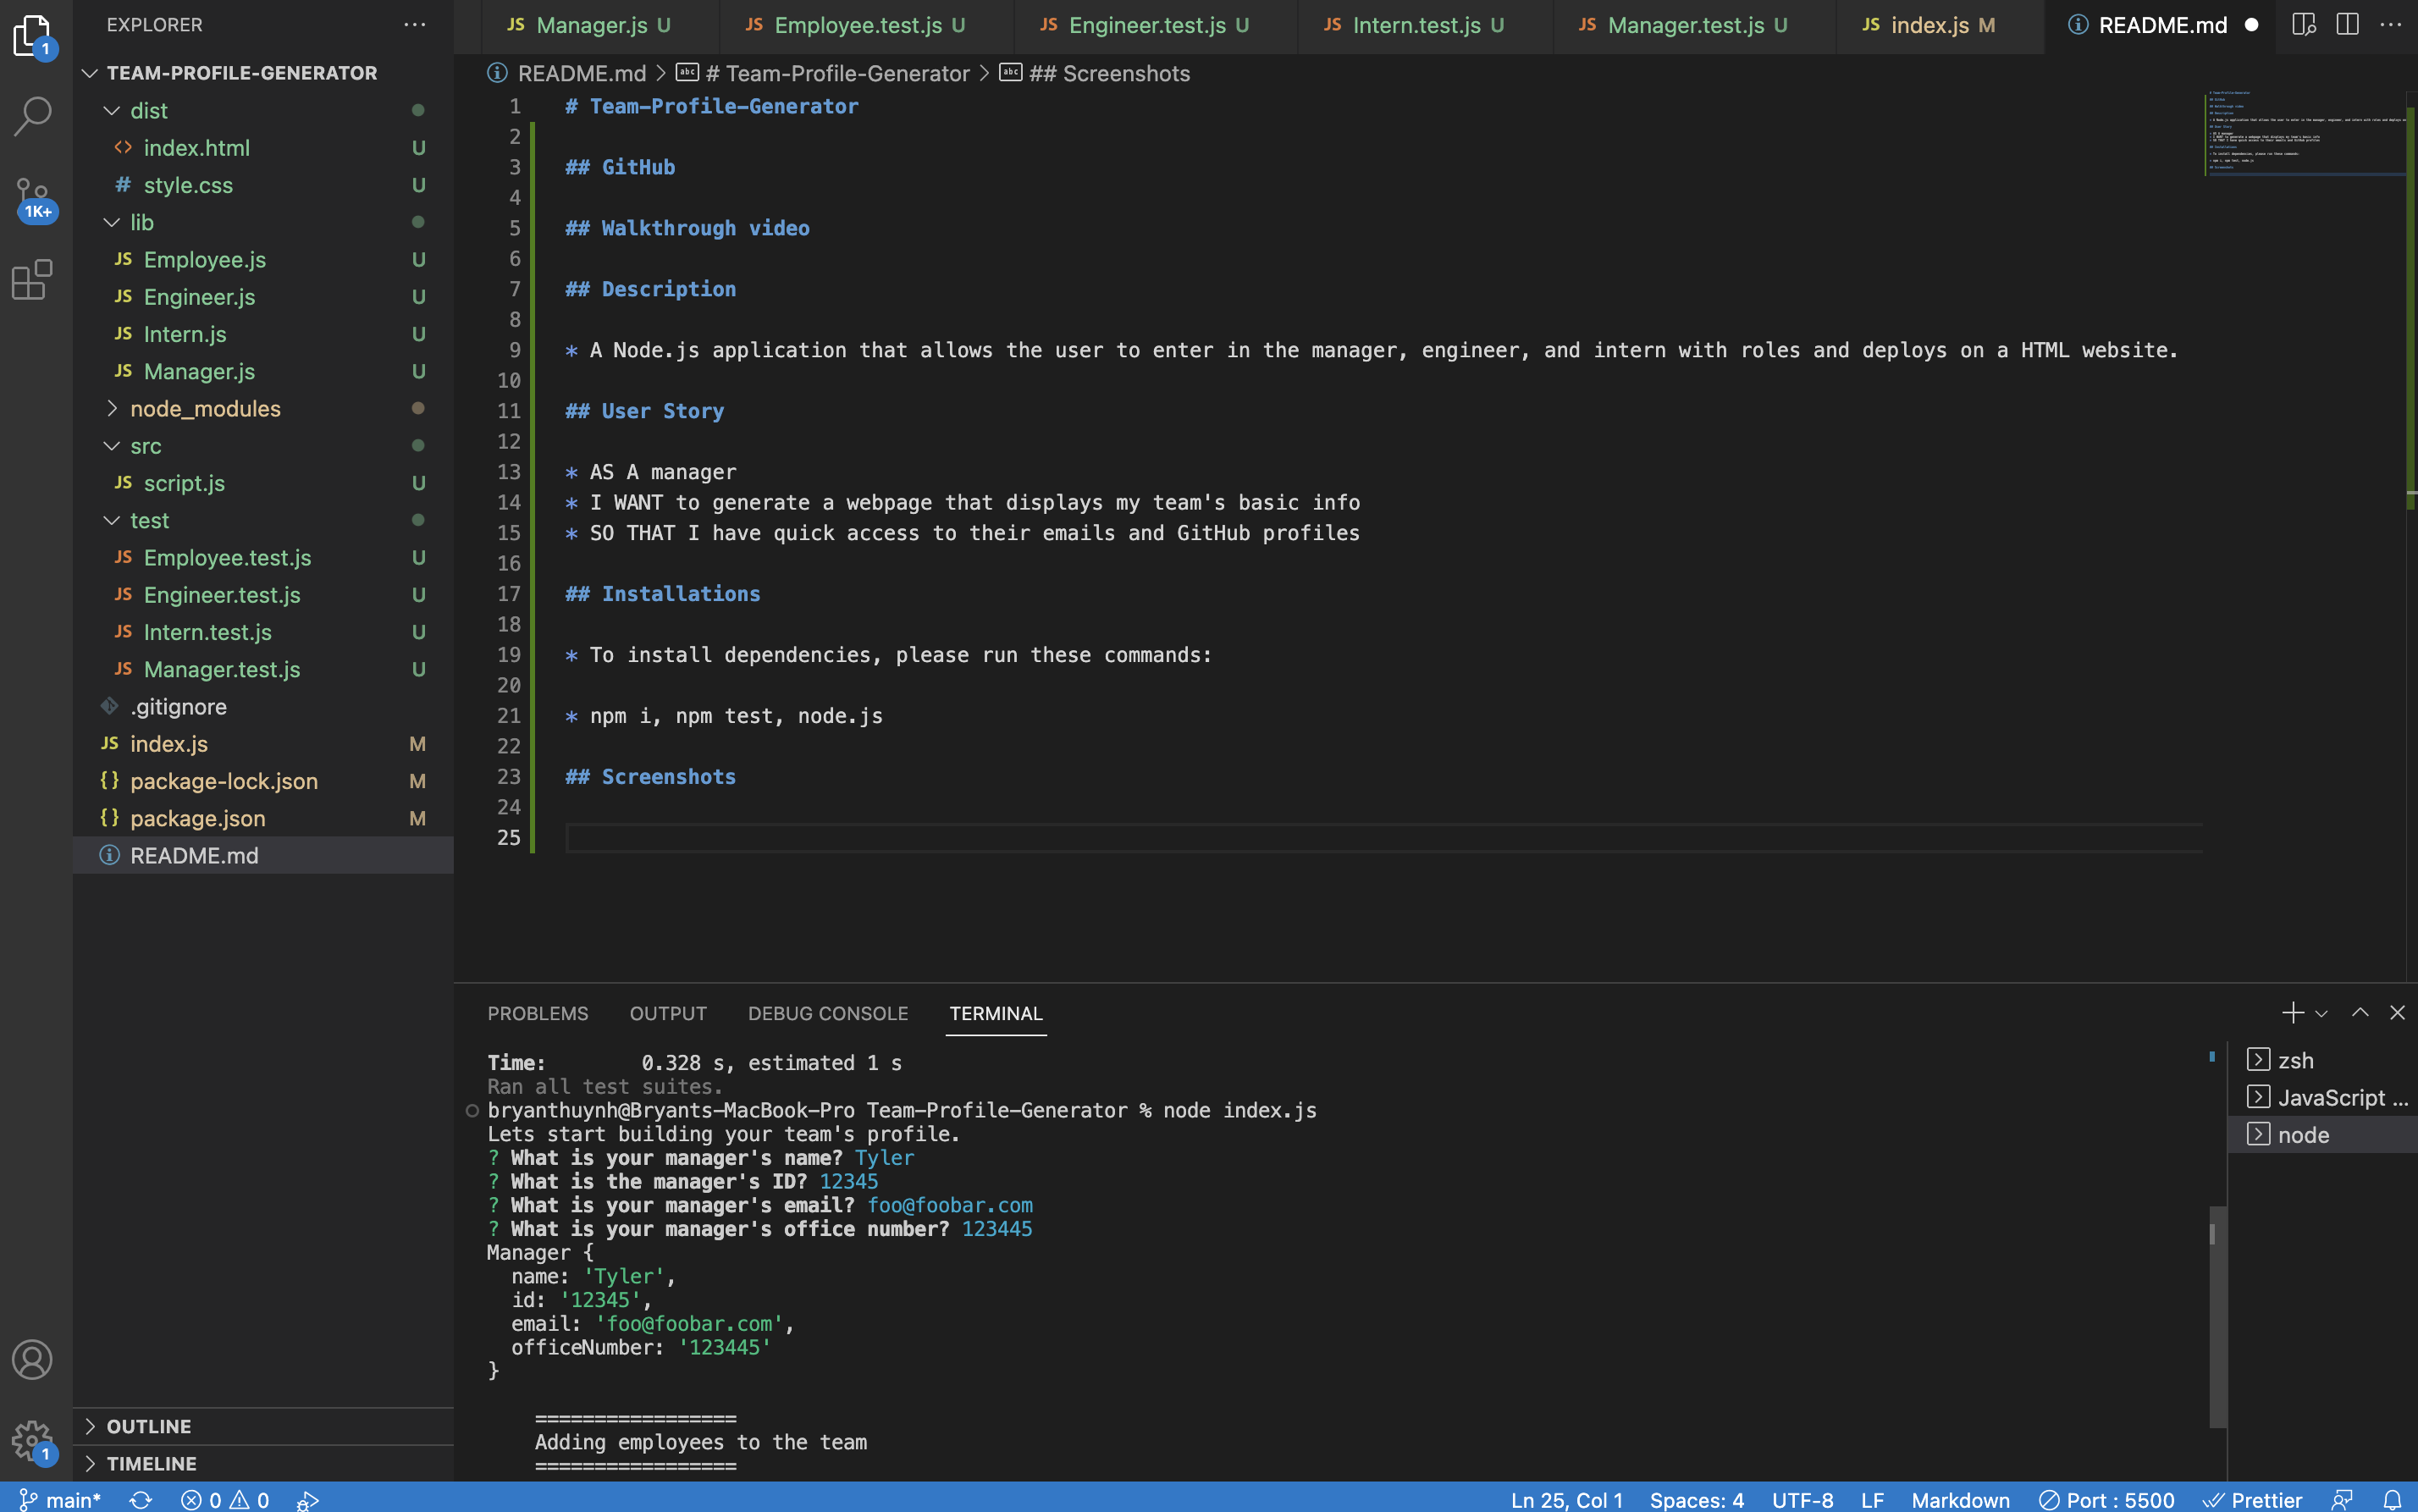 EXPLORER
TEAM-PROFILE-GENERATOR
dist
index.html U
style.css U
lib
Employee.js U
Engineer.js U
Intern.js U
Manager.js U
node_modules
src
script.js U
test
Employee.test.js U
Engineer.test.js U
Intern.test.js U
Manager.test.js U
.gitignore
index.js M
package-lock.json M
package.json M
README.md
OUTLINE
TIMELINE
1
1K+
1
JS Manager.js U JS Employee.test.js U JS Engineer.test.js U JS Intern.test.js U JS Manager.test.js U JS index.js M README.md
README.md > # Team-Profile-Generator > ## Screenshots
1 # Team-Profile-Generator
2
3 ## GitHub
4
5 ## Walkthrough video
6
7 ## Description
8
9 * A Node.js application that allows the user to enter in the manager, engineer, and intern with roles and deploys on a HTML website.
10
11 ## User Story
12
13 * AS A manager
14 * I WANT to generate a webpage that displays my team's basic info
15 * SO THAT I have quick access to their emails and GitHub profiles
16
17 ## Installations
18
19 * To install dependencies, please run these commands:
20
21 * npm i, npm test, node.js
22
23 ## Screenshots
24
25
PROBLEMS OUTPUT DEBUG CONSOLE TERMINAL
Time: 0.328 s, estimated 1 s
Ran all test suites.
bryanthuynh@Bryants-MacBook-Pro Team-Profile-Generator % node index.js
Lets start building your team's profile.
? What is your manager's name? Tyler
? What is the manager's ID? 12345
? What is your manager's email? foo@foobar.com
? What is your manager's office number? 123445
Manager {
name: 'Tyler',
id: '12345',
email: 'foo@foobar.com',
officeNumber: '123445'
}
=================
Adding employees to the team
=================
zsh
JavaScript ...
node
main* 0 0 Ln 25, Col 1 Spaces: 4 UTF-8 LF Markdown Port : 5500 Prettier